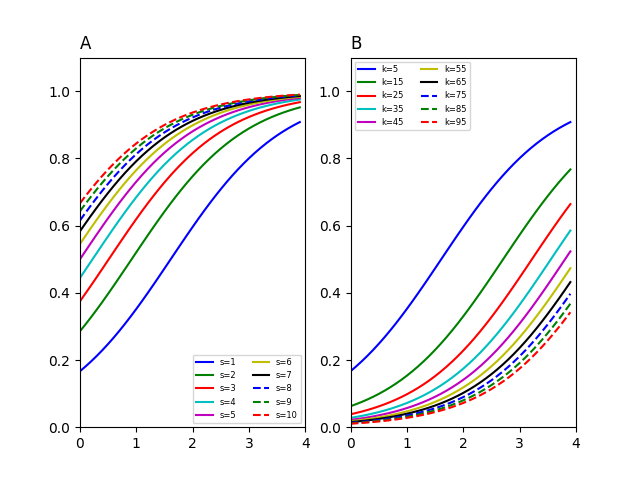 A
1.0
0.8
0.6
0.4
0.2
0.0
0 1 2 3 4
s=1 s=6
s=2 s=7
s=3 s=8
s=4 s=9
s=5 s=10
B
k=5 k=55
k=15 k=65
k=25 k=75
k=35 k=85
k=45 k=95
1.0
0.8
0.6
0.4
0.2
0.0
0 1 2 3 4